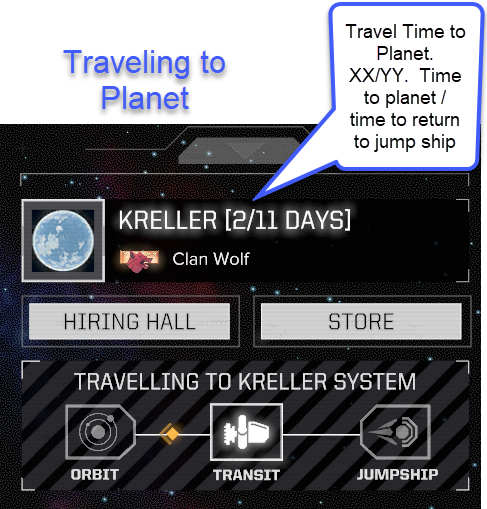 Traveling to
Planet
Travel Time to
Planet.
XX/YY.  Time
to planet /
time to return
to jump ship
KRELLER [2/11 DAYS]
Clan Wolf
HIRING HALL
STORE
TRAVELLING TO KRELLER SYSTEM
ORBIT
TRANSIT
JUMPSHIP